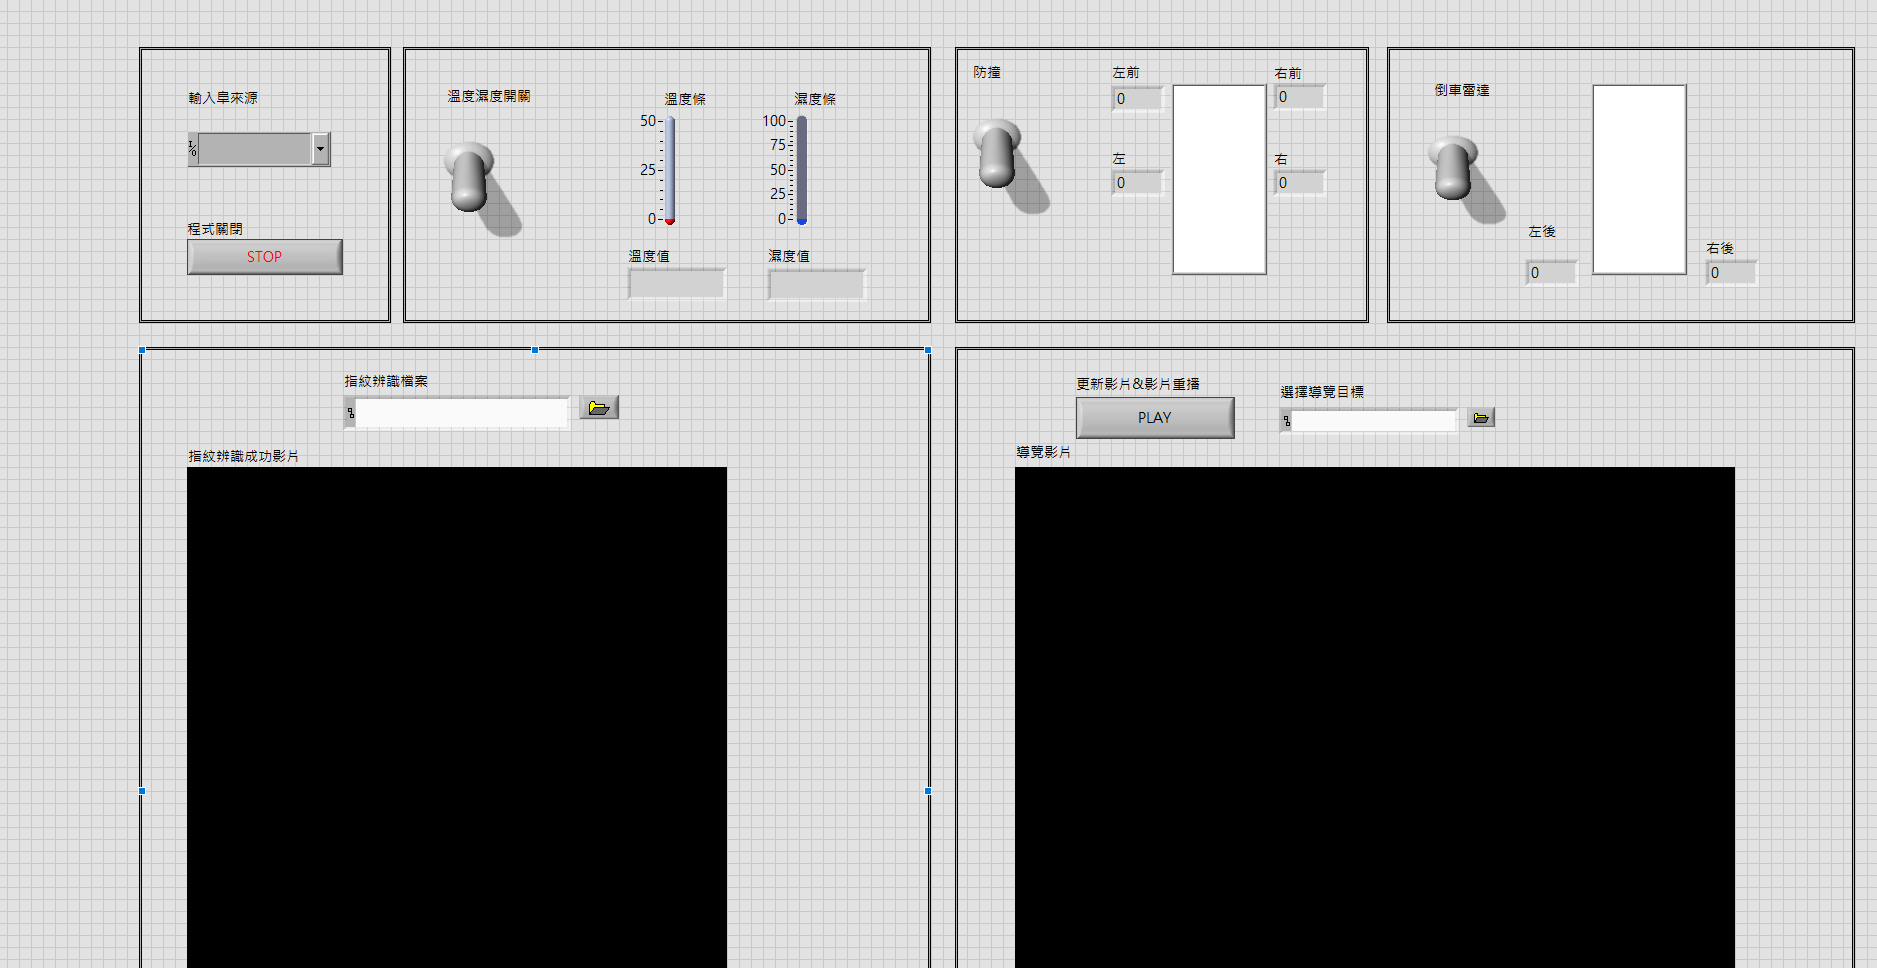 輸入阜來源
I/O
程式關閉
STOP
溫度濕度開關
溫度條
50
25
0
濕度條
100
75
50
25
0
溫度值
濕度值
防撞
左前
0
右前
0
左
0
右
0
倒車雷達
左後
0
右後
0
指紋辨識檔案
指紋辨識成功影片
更新影片&影片重播
PLAY
選擇導覽目標
導覽影片